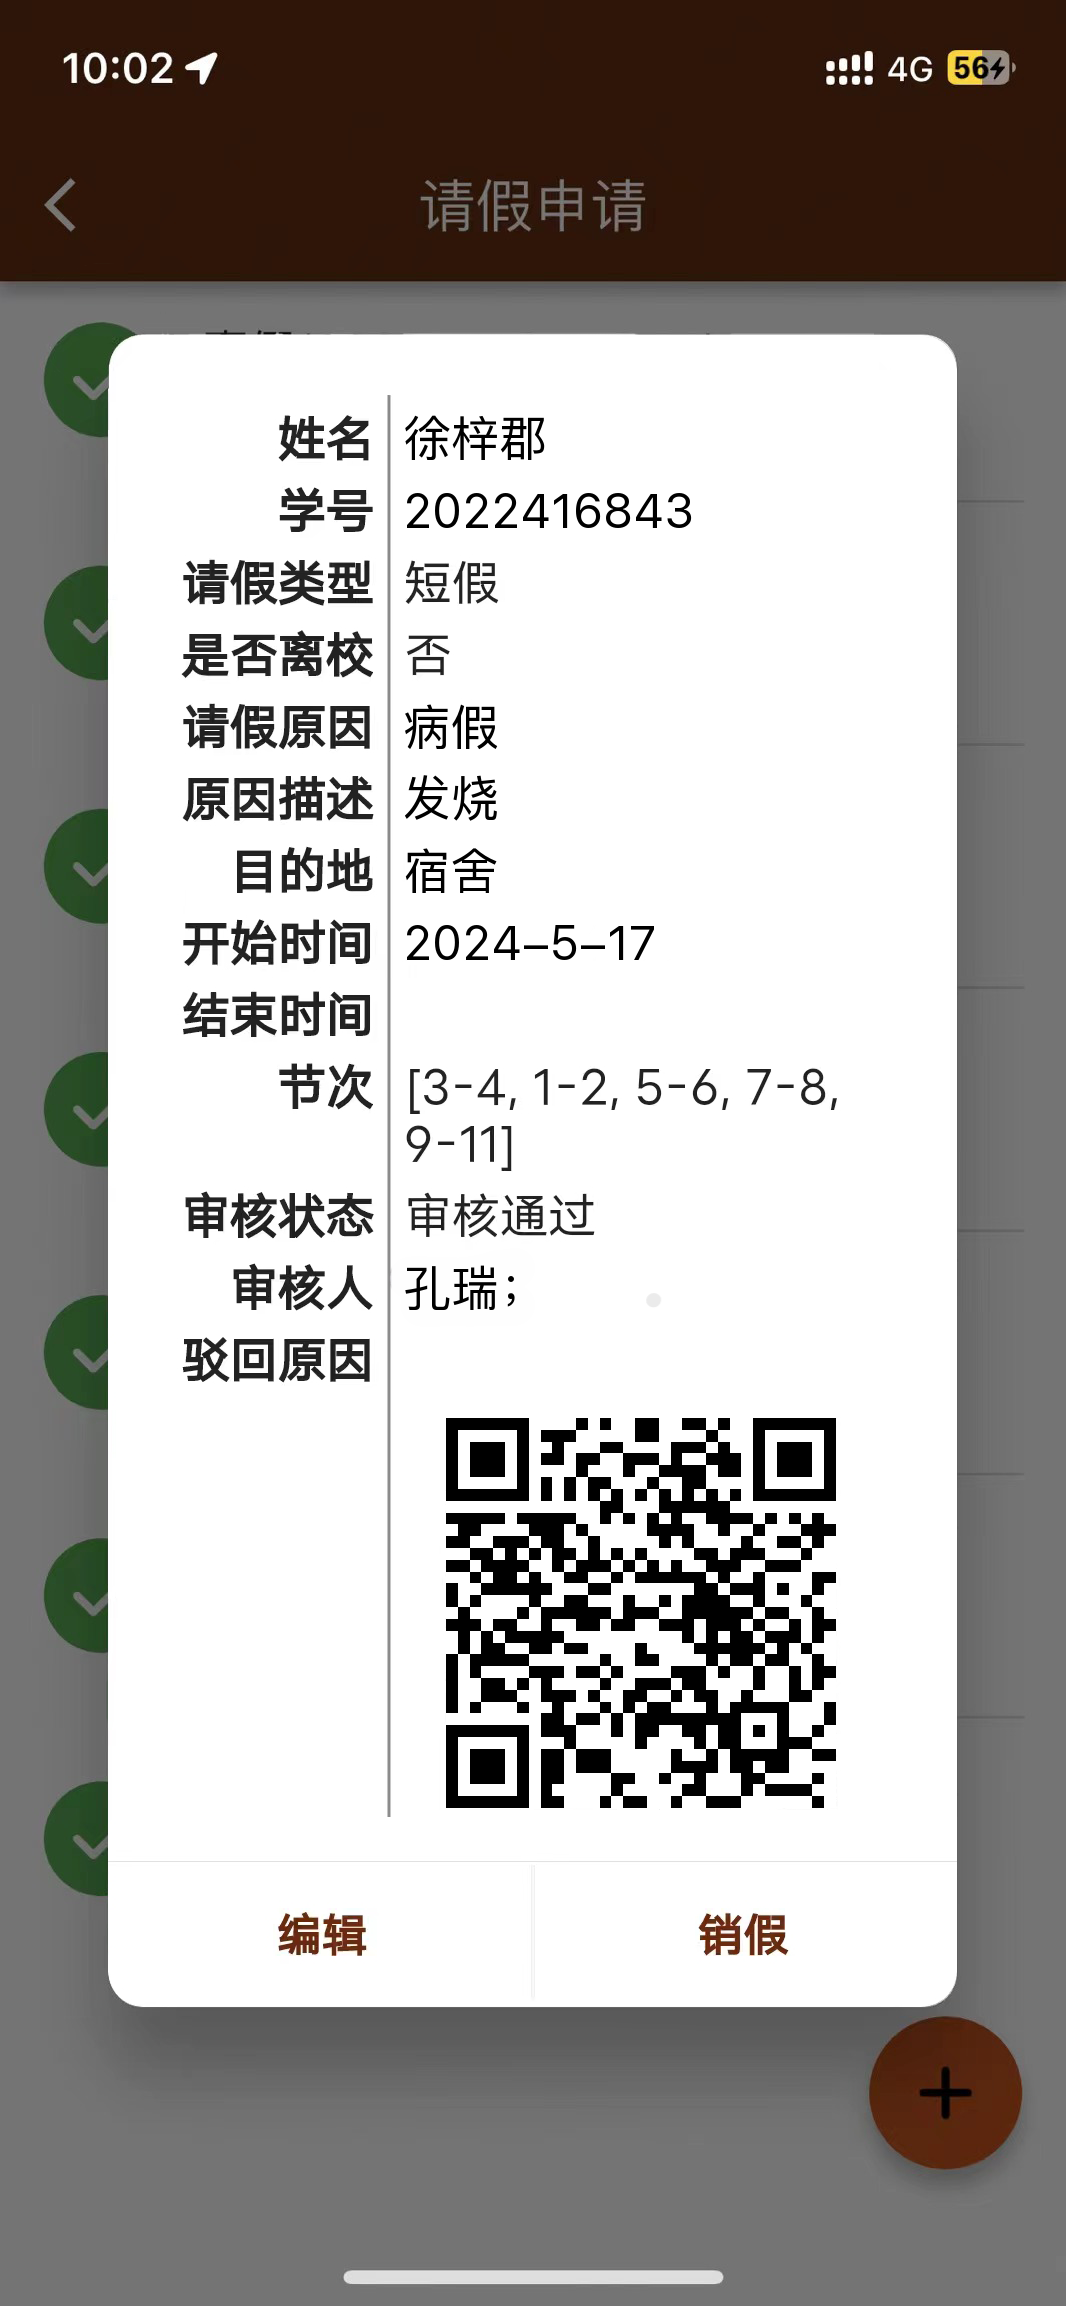 10:02
4G
56
请假申请
姓名 徐梓郡
学号 2022416843
请假类型 短假
是否离校 否
请假原因 病假
原因描述 发烧
目的地 宿舍
开始时间 2024–5–17
结束时间
节次 [3-4, 1-2, 5-6, 7-8,
9-11]
审核状态 审核通过
审核人 孔瑞;
驳回原因
编辑 销假